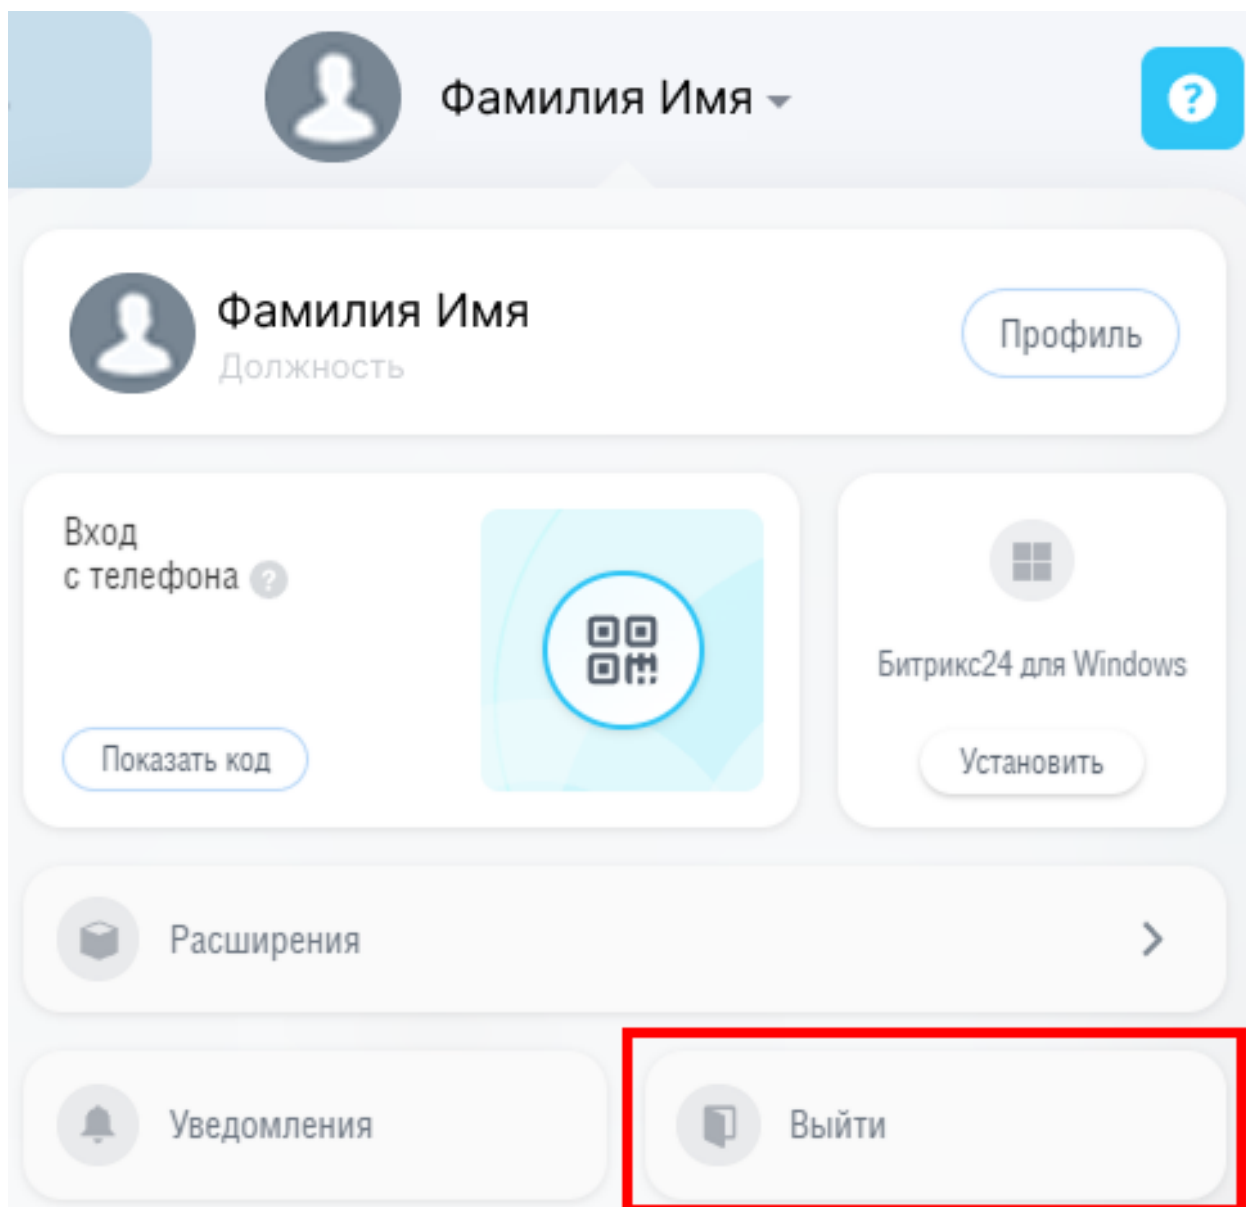 Фамилия Имя
Фамилия Имя
Должность
Профиль
Вход
с телефона
Показать код
Битрикс24 для Windows
Установить
Расширения
Уведомления
Выйти